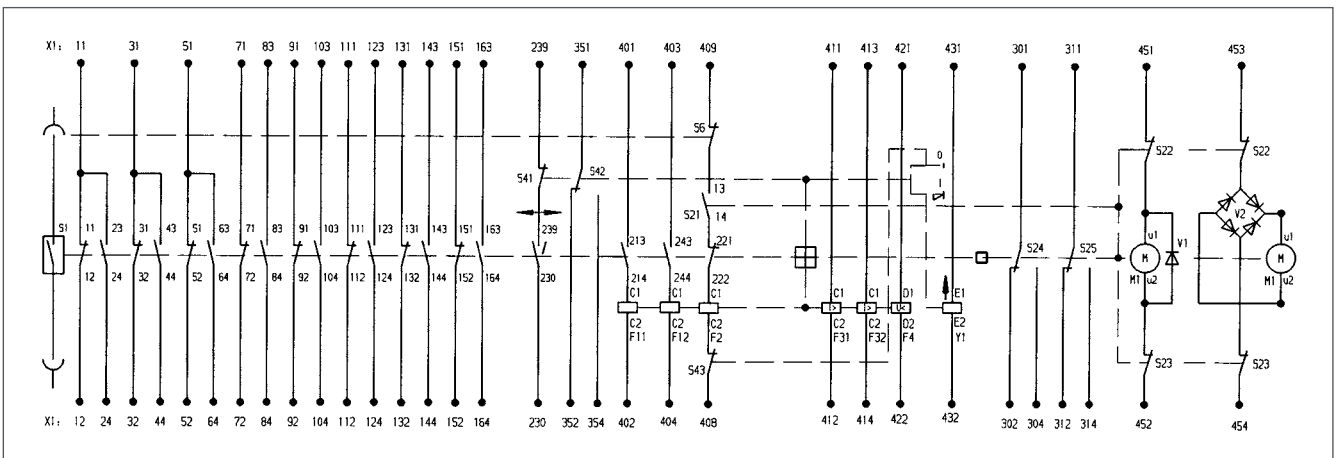 X1: 11 31 51 71 83 91 103 111 123 131 143 151 163 239 351 401 403 409 411 413 421 431 301 311 451 453
S6
S22 S22
S41 S42 0
13
S21 14
V2
S1 11 23 31 43 51 63 71 83 91 103 111 123 131 143 151 163 239 213 243 221
12 24 32 44 52 64 72 84 92 104 112 124 132 144 152 164 230 214 244 222
S24 S25
u1 V1 u1
M M
M1 u2 M1 u2
C1 C1 C1 C1 C1 D1 E1
> > U<
C2 C2 C2 C2 C2 D2 E2
F11 F12 F2 F31 F32 F4 Y1
S43 S23 S23
X1: 12 24 32 44 52 64 72 84 92 104 112 124 132 144 152 164 230 352 354 402 404 408 412 414 422 432 302 304 312 314 452 454